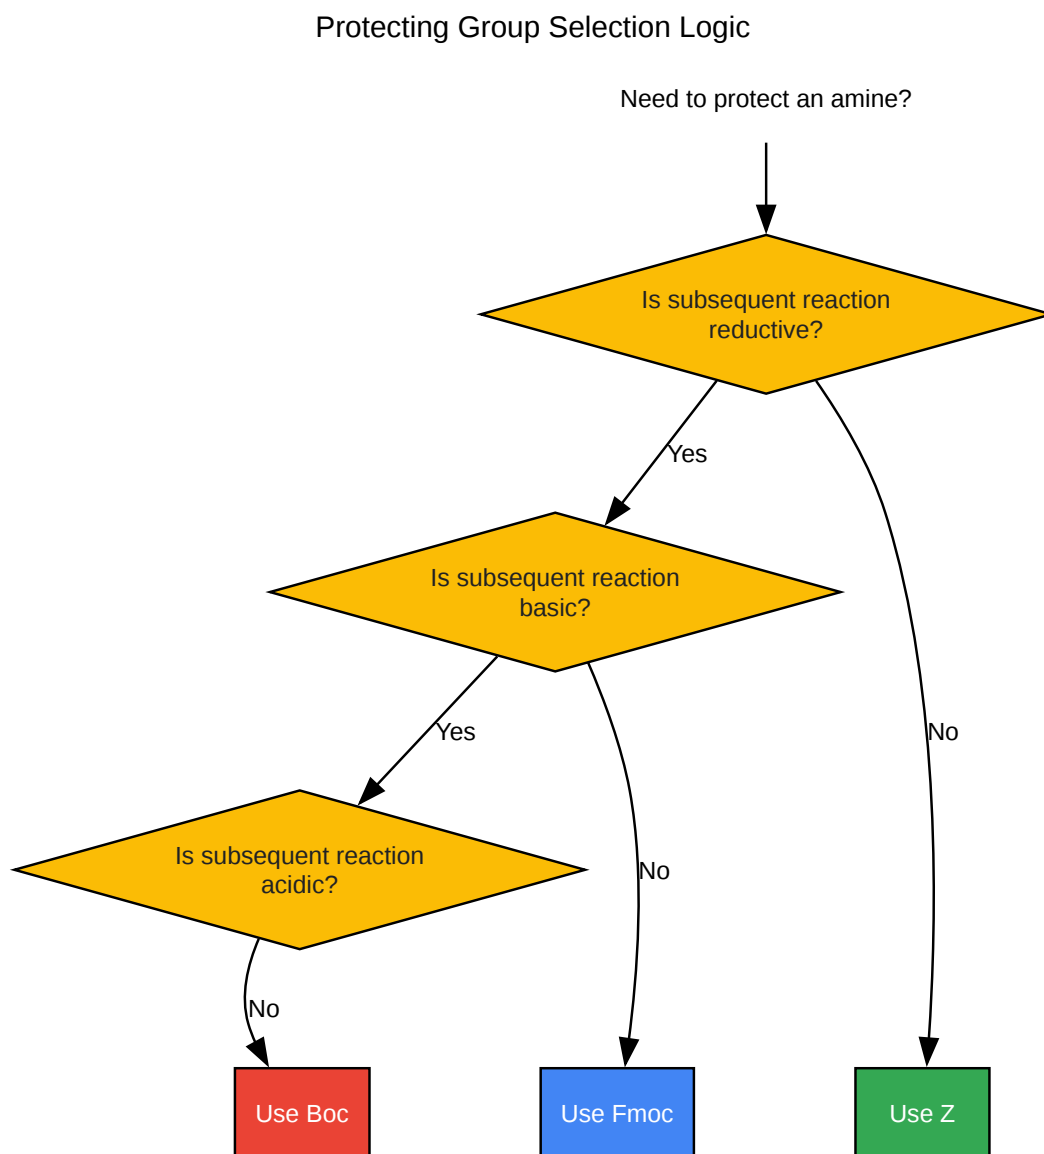 Protecting Group Selection Logic
Need to protect an amine?
Is subsequent reaction
reductive?
Yes
Is subsequent reaction
basic?
Yes
No
Is subsequent reaction
acidic?
No
No
Use Boc
Use Fmoc
Use Z